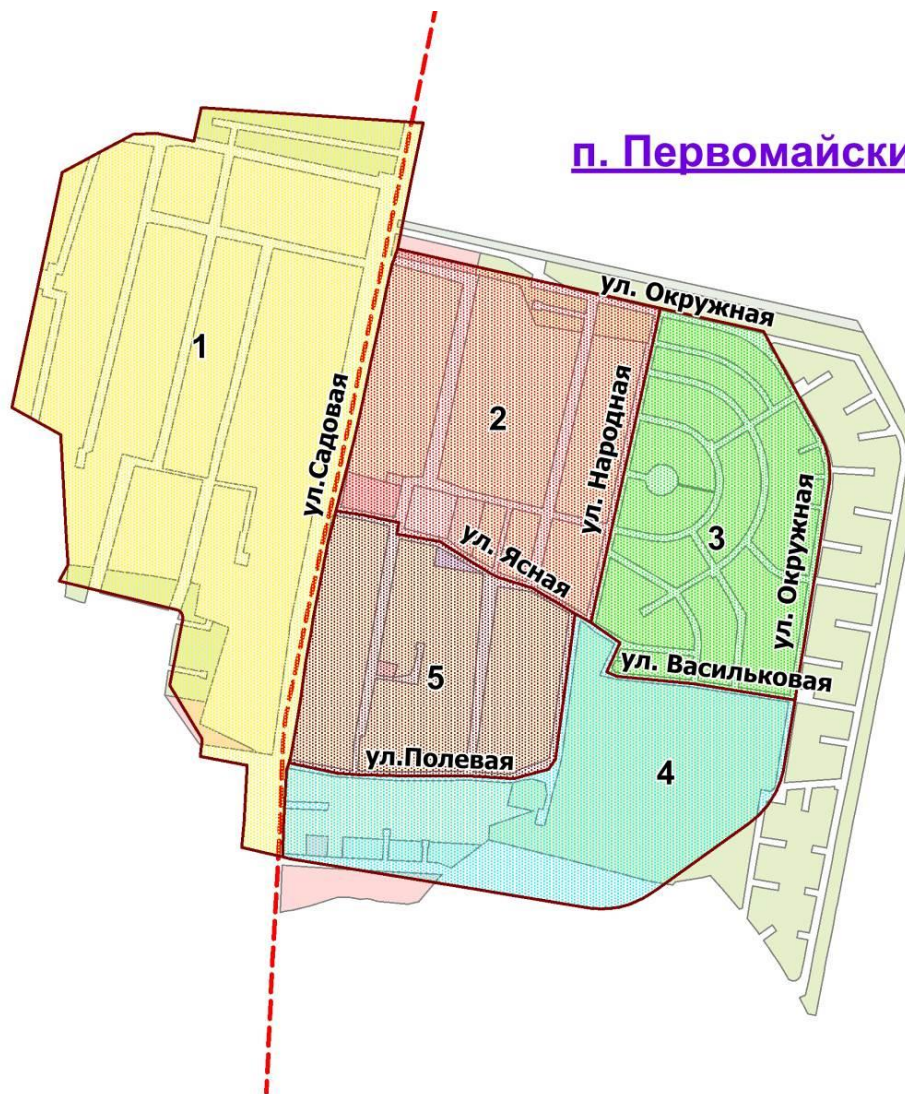 п. Первомайски
ул. Окружная
1
ул.Садовая
2
ул. Народная
3
ул. Окружная
ул. Ясная
ул. Васильковая
5
ул.Полевая
4